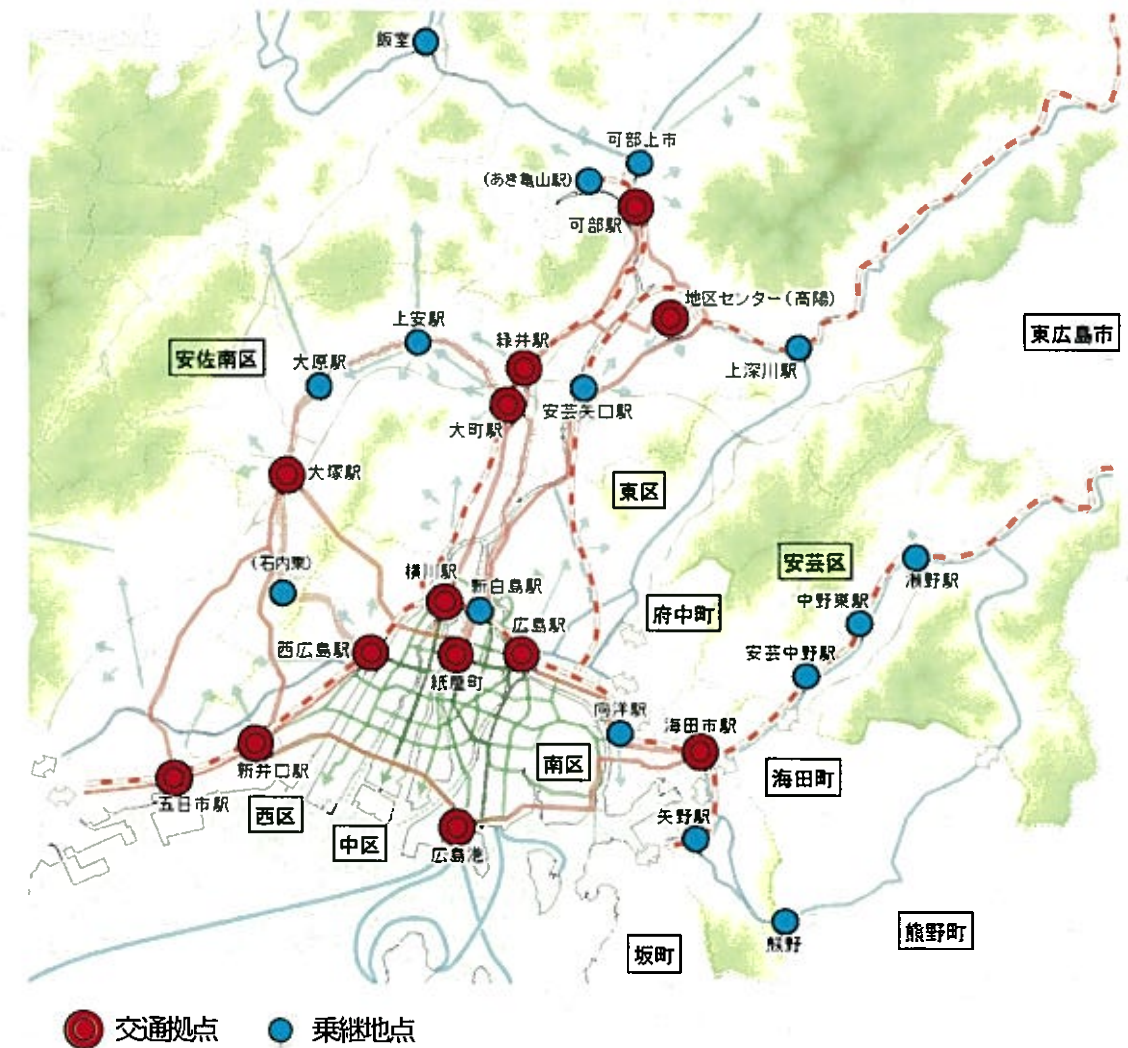 飯室
可部上市
(あき亀山駅)
可部駅
地区センター(高陽)
東広島市
上安駅
緑井駅
安佐南区
大原駅
上深川駅
大町駅
安芸矢口駅
大塚駅
東区
(石内東)
横川駅
新白島駅
安芸区
瀬野駅
中野東駅
府中町
広島駅
西広島駅
紙屋町
安芸中野駅
向洋駅
海田市駅
新井口駅
南区
海田町
五日市駅
西区
矢野駅
中区
広島港
熊野
熊野町
坂町
交通拠点
乗継地点